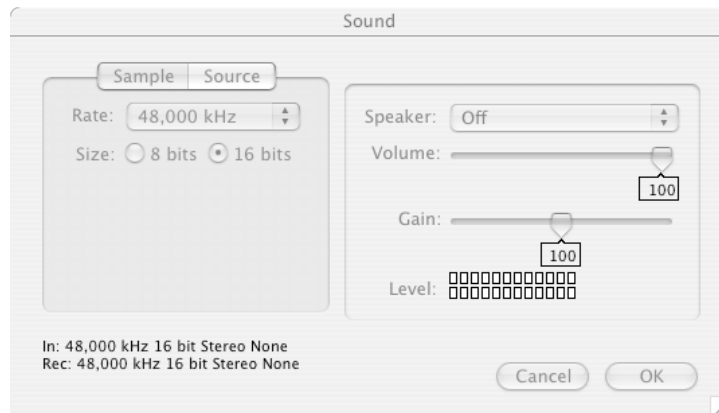 Sound
Sample Source
Rate: 48,000 kHz
Size: 8 bits 16 bits
Speaker: Off
Volume:
100
Gain:
100
Level:
In: 48,000 kHz 16 bit Stereo None
Rec: 48,000 kHz 16 bit Stereo None
Cancel OK